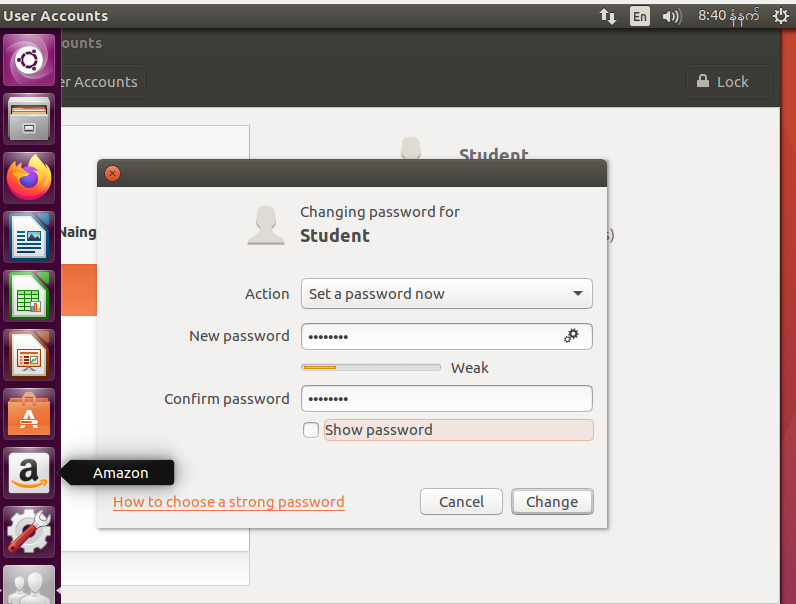 User Accounts
En
8:40 နံနက်
ounts
er Accounts
Lock
Student
Changing password for
Student
Naing
Action
Set a password now
New password
Weak
Confirm password
Show password
Amazon
How to choose a strong password
Cancel
Change